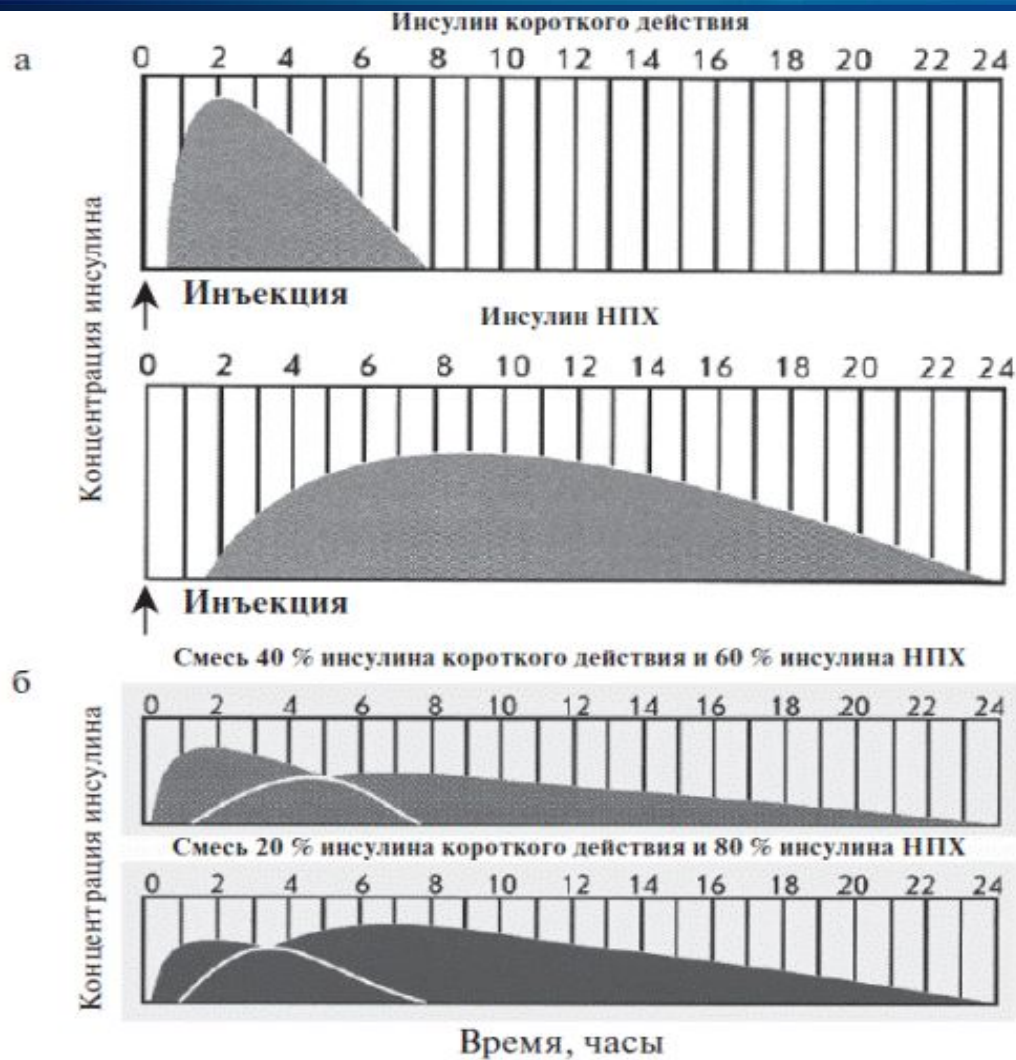 Инсулин короткого действия
а
0 2 4 6 8 10 12 14 16 18 20 22 24
Концентрация инсулина
Инъекция
Инсулин НПХ
0 2 4 6 8 10 12 14 16 18 20 22 24
Инъекция
б
Смесь 40 % инсулина короткого действия и 60 % инсулина НПХ
0 2 4 6 8 10 12 14 16 18 20 22 24
Концентрация инсулина
Смесь 20 % инсулина короткого действия и 80 % инсулина НПХ
0 2 4 6 8 10 12 14 16 18 20 22 24
Время, часы